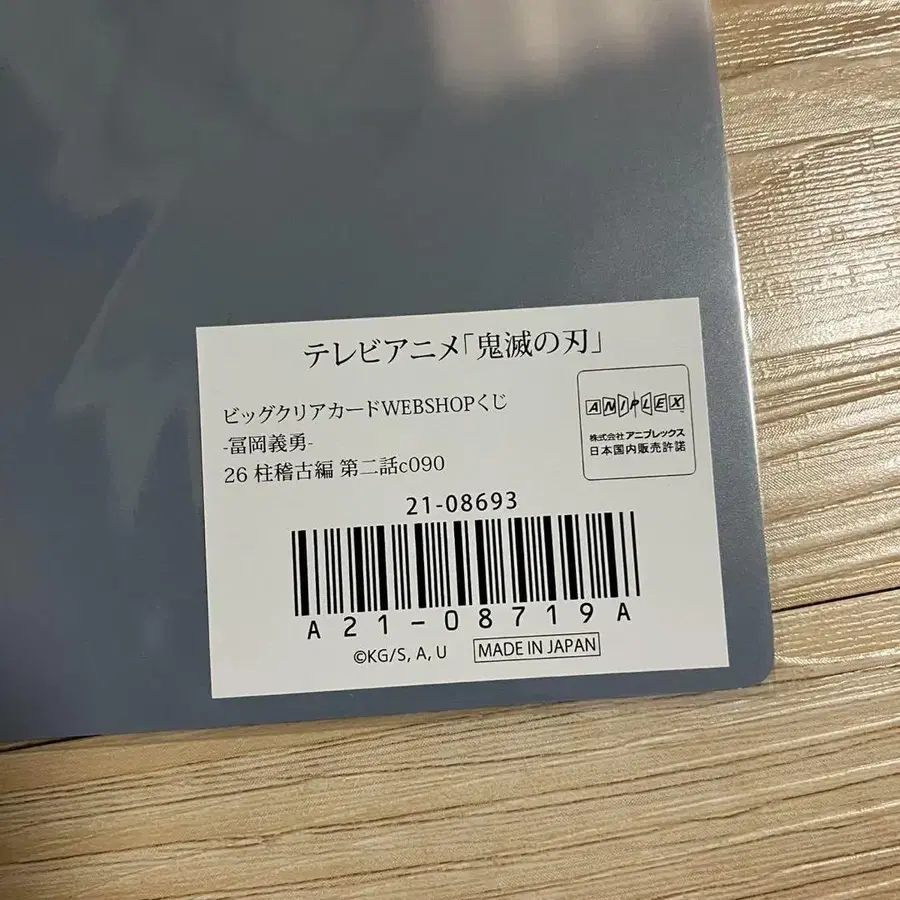 テレビアニメ「鬼滅の刃」
ビッグクリアカードWEBSHOPくじ
-冨岡義勇-
26 柱稽古編 第二話c090
ANIPLEX
株式会社 アニプレックス
日本国内販売許諾
21-08693
A21-08719A
©KG/S, A, U
MADE IN JAPAN